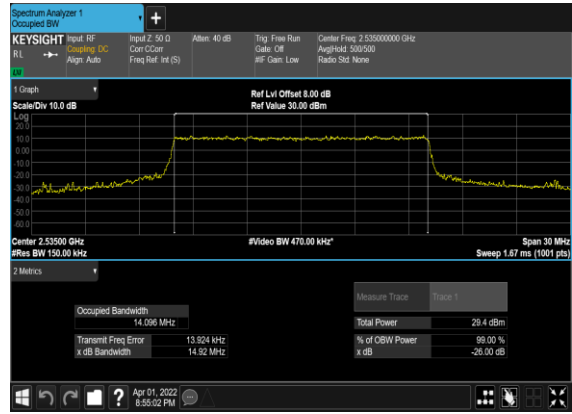 Spectrum Analyzer 1
Occupied BW
+
KEYSIGHT Input: RF Input Z: 50 Ω Atten: 40 dB Trig: Free Run Center Freq: 2.535000000 GHz
RL Coupling: DC Corr CCorr Gate: Off Avg|Hold: 500/500
Align: Auto Freq Ref: Int (S) #IF Gain: Low Radio Std: None
1 Graph
Ref Lvl Offset 8.00 dB
Scale/Div 10.0 dB Ref Value 30.00 dBm
Log
20.0
10.0
0.00
-10.0
-20.0
-30.0
-40.0
-50.0
-60.0
Center 2.53500 GHz #Video BW 470.00 kHz* Span 30 MHz
#Res BW 150.00 kHz Sweep 1.67 ms (1001 pts)
2 Metrics
Measure Trace Trace 1
Occupied Bandwidth
14.096 MHz Total Power 29.4 dBm
Transmit Freq Error 13.924 kHz % of OBW Power 99.00 %
x dB Bandwidth 14.92 MHz x dB -26.00 dB
? Apr 01, 2022
8:55:02 PM